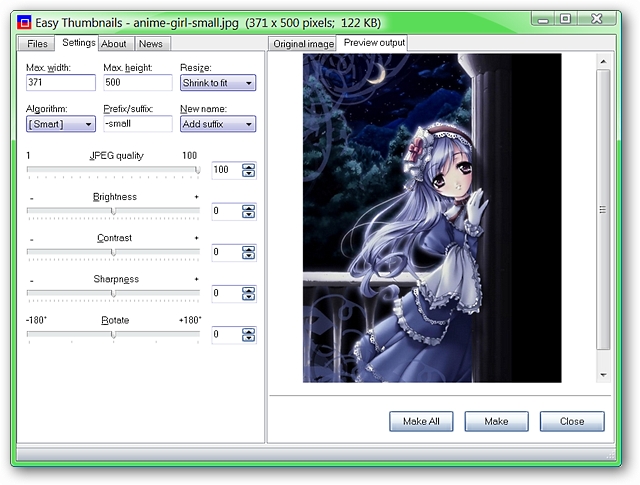 Easy Thumbnails - anime-girl-small.jpg (371 x 500 pixels; 122 KB)
Files Settings About News
Original image Preview output
Max. width: Max. height: Resize:
371 500 Shrink to fit
Algorithm: Prefix/suffix: New name:
[Smart] -small Add suffix
1 JPEG quality 100
100
- Brightness +
0
- Contrast +
0
- Sharpness +
0
-180° Rotate +180°
0
Make All Make Close